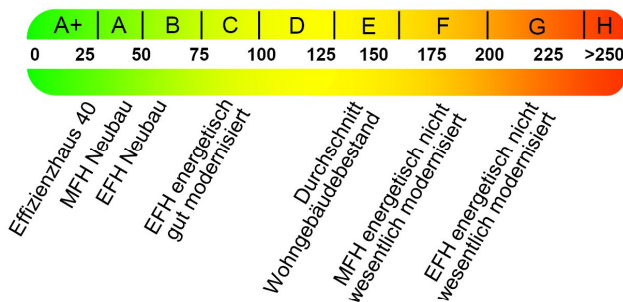 A+ A B C D E F G H
0 25 50 75 100 125 150 175 200 225 >250
Effizienzhaus 40
MFH Neubau
EFH Neubau
EFH energetisch
gut modernisiert
Durchschnitt
Wohngebäudebestand
MFH energetisch nicht
wesentlich modernisiert
EFH energetisch nicht
wesentlich modernisiert